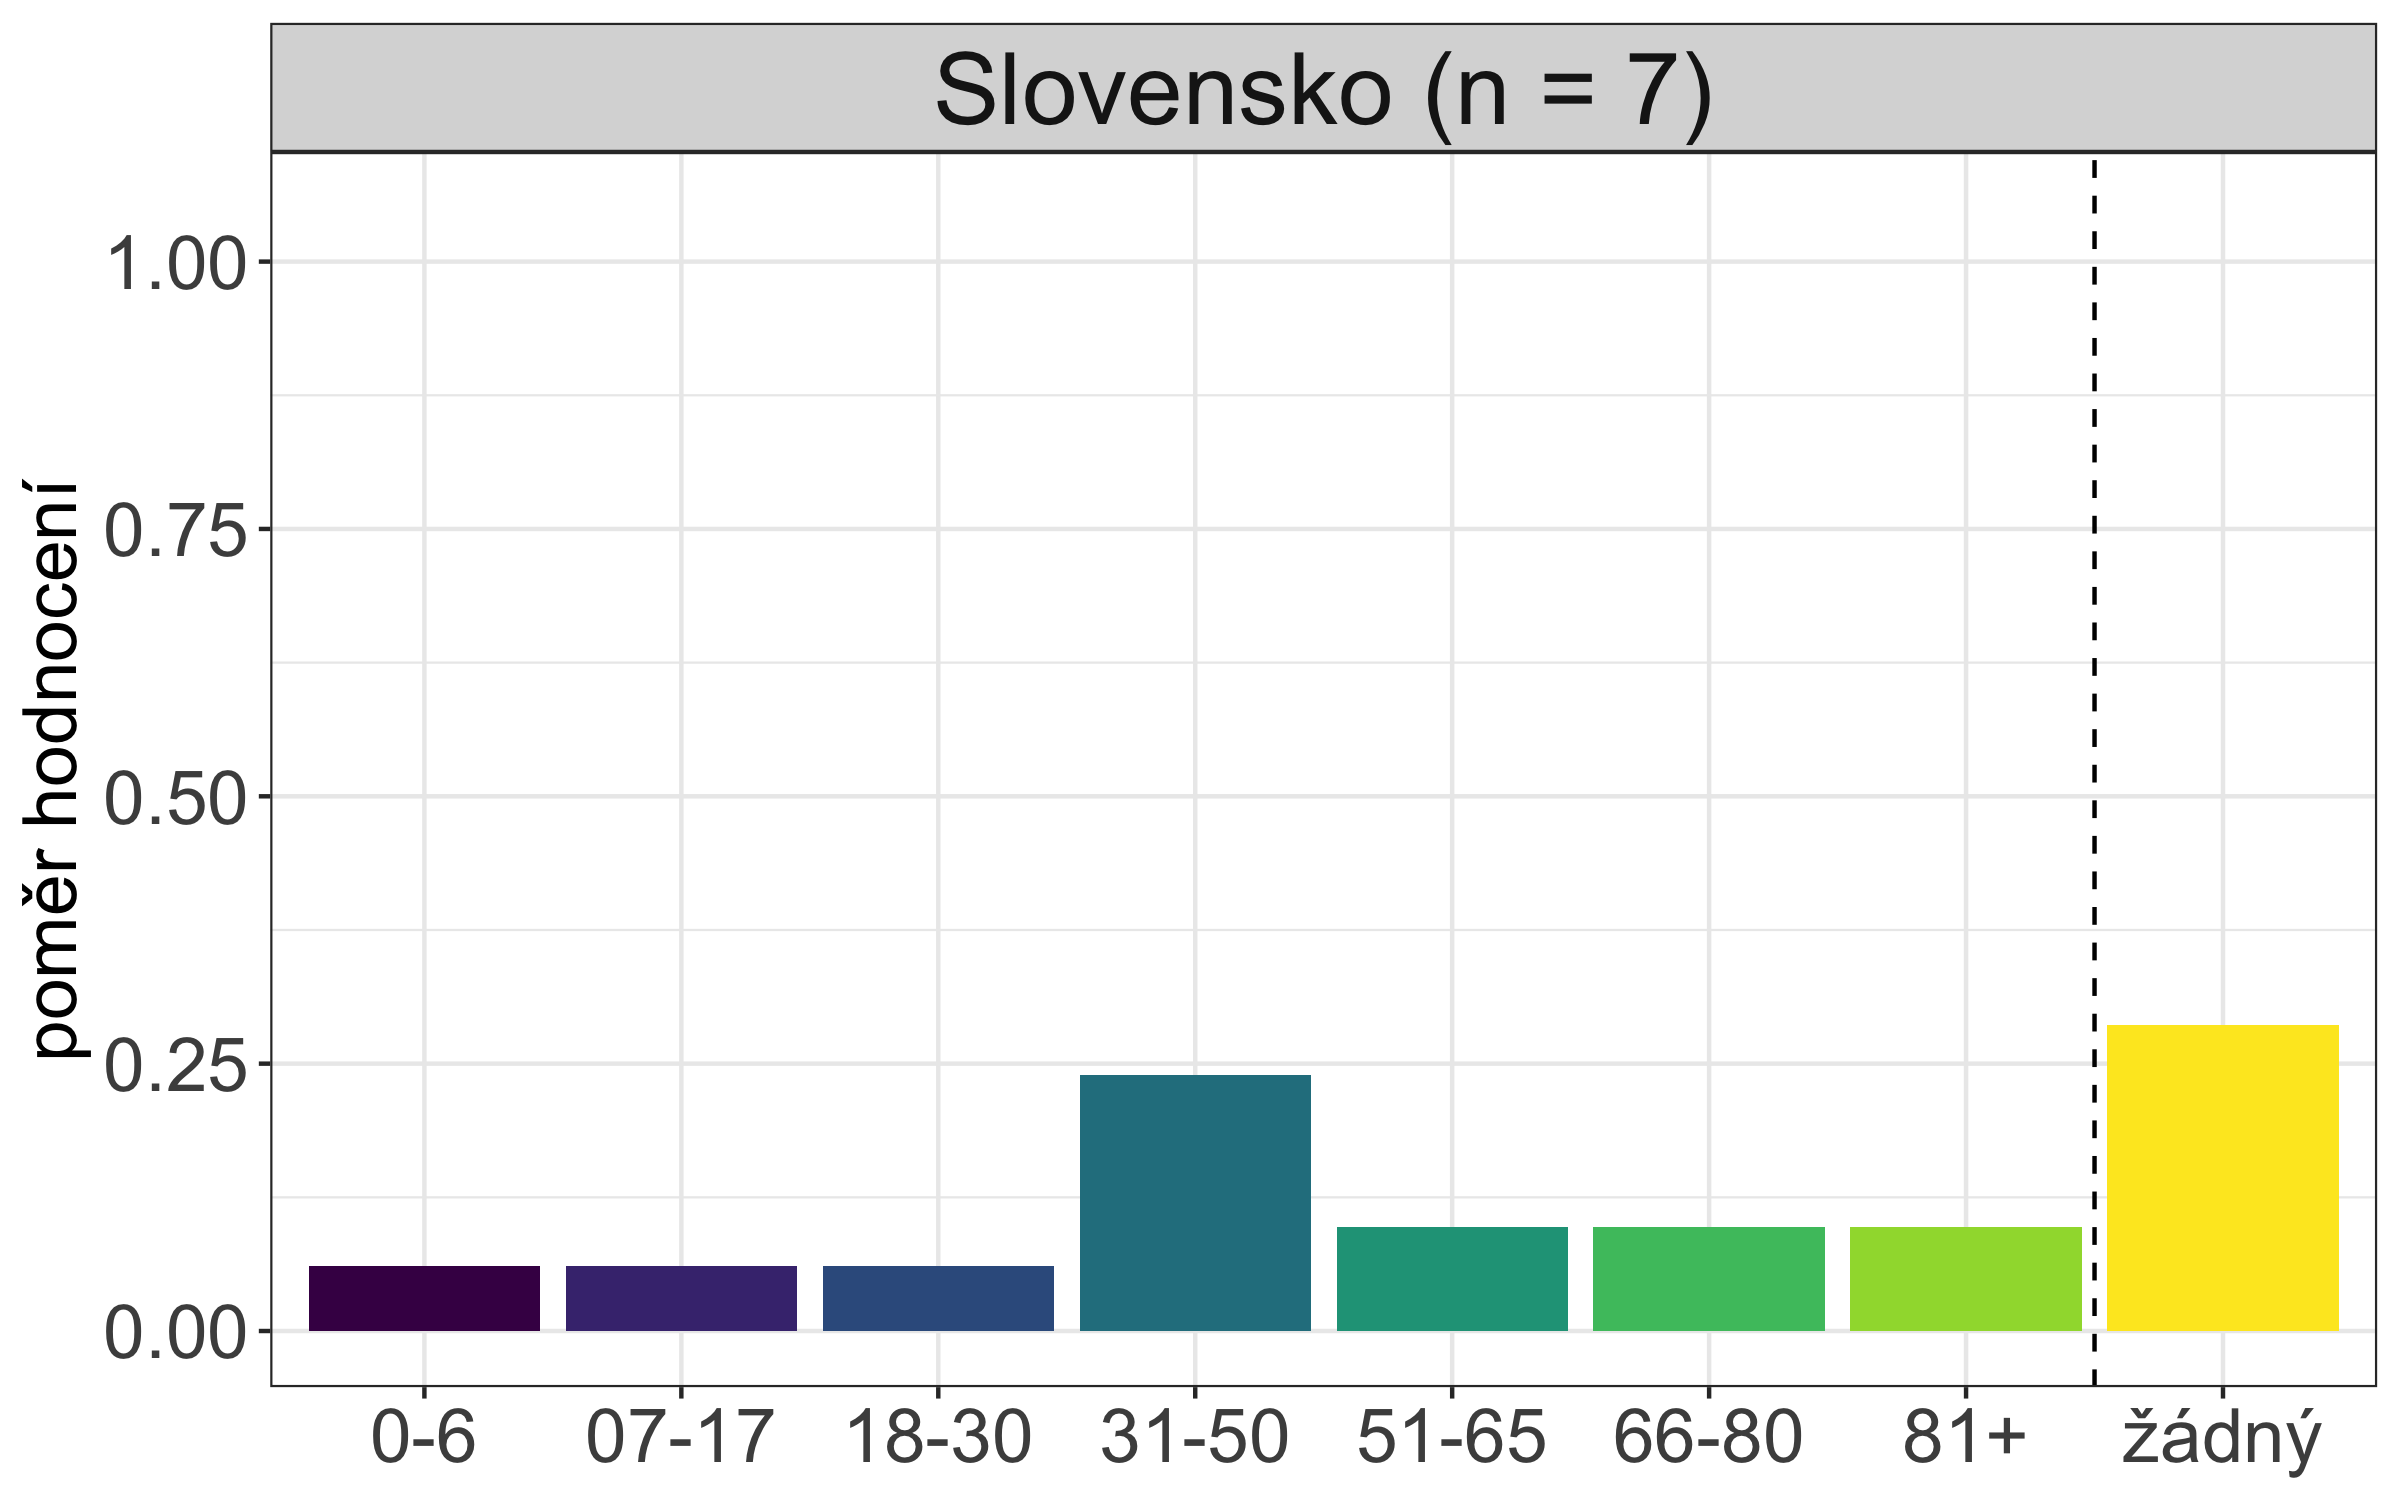 Slovensko (n = 7)
poměr hodnocení
1.00
0.75
0.50
0.25
0.00
0-6 07-17 18-30 31-50 51-65 66-80 81+ žádný